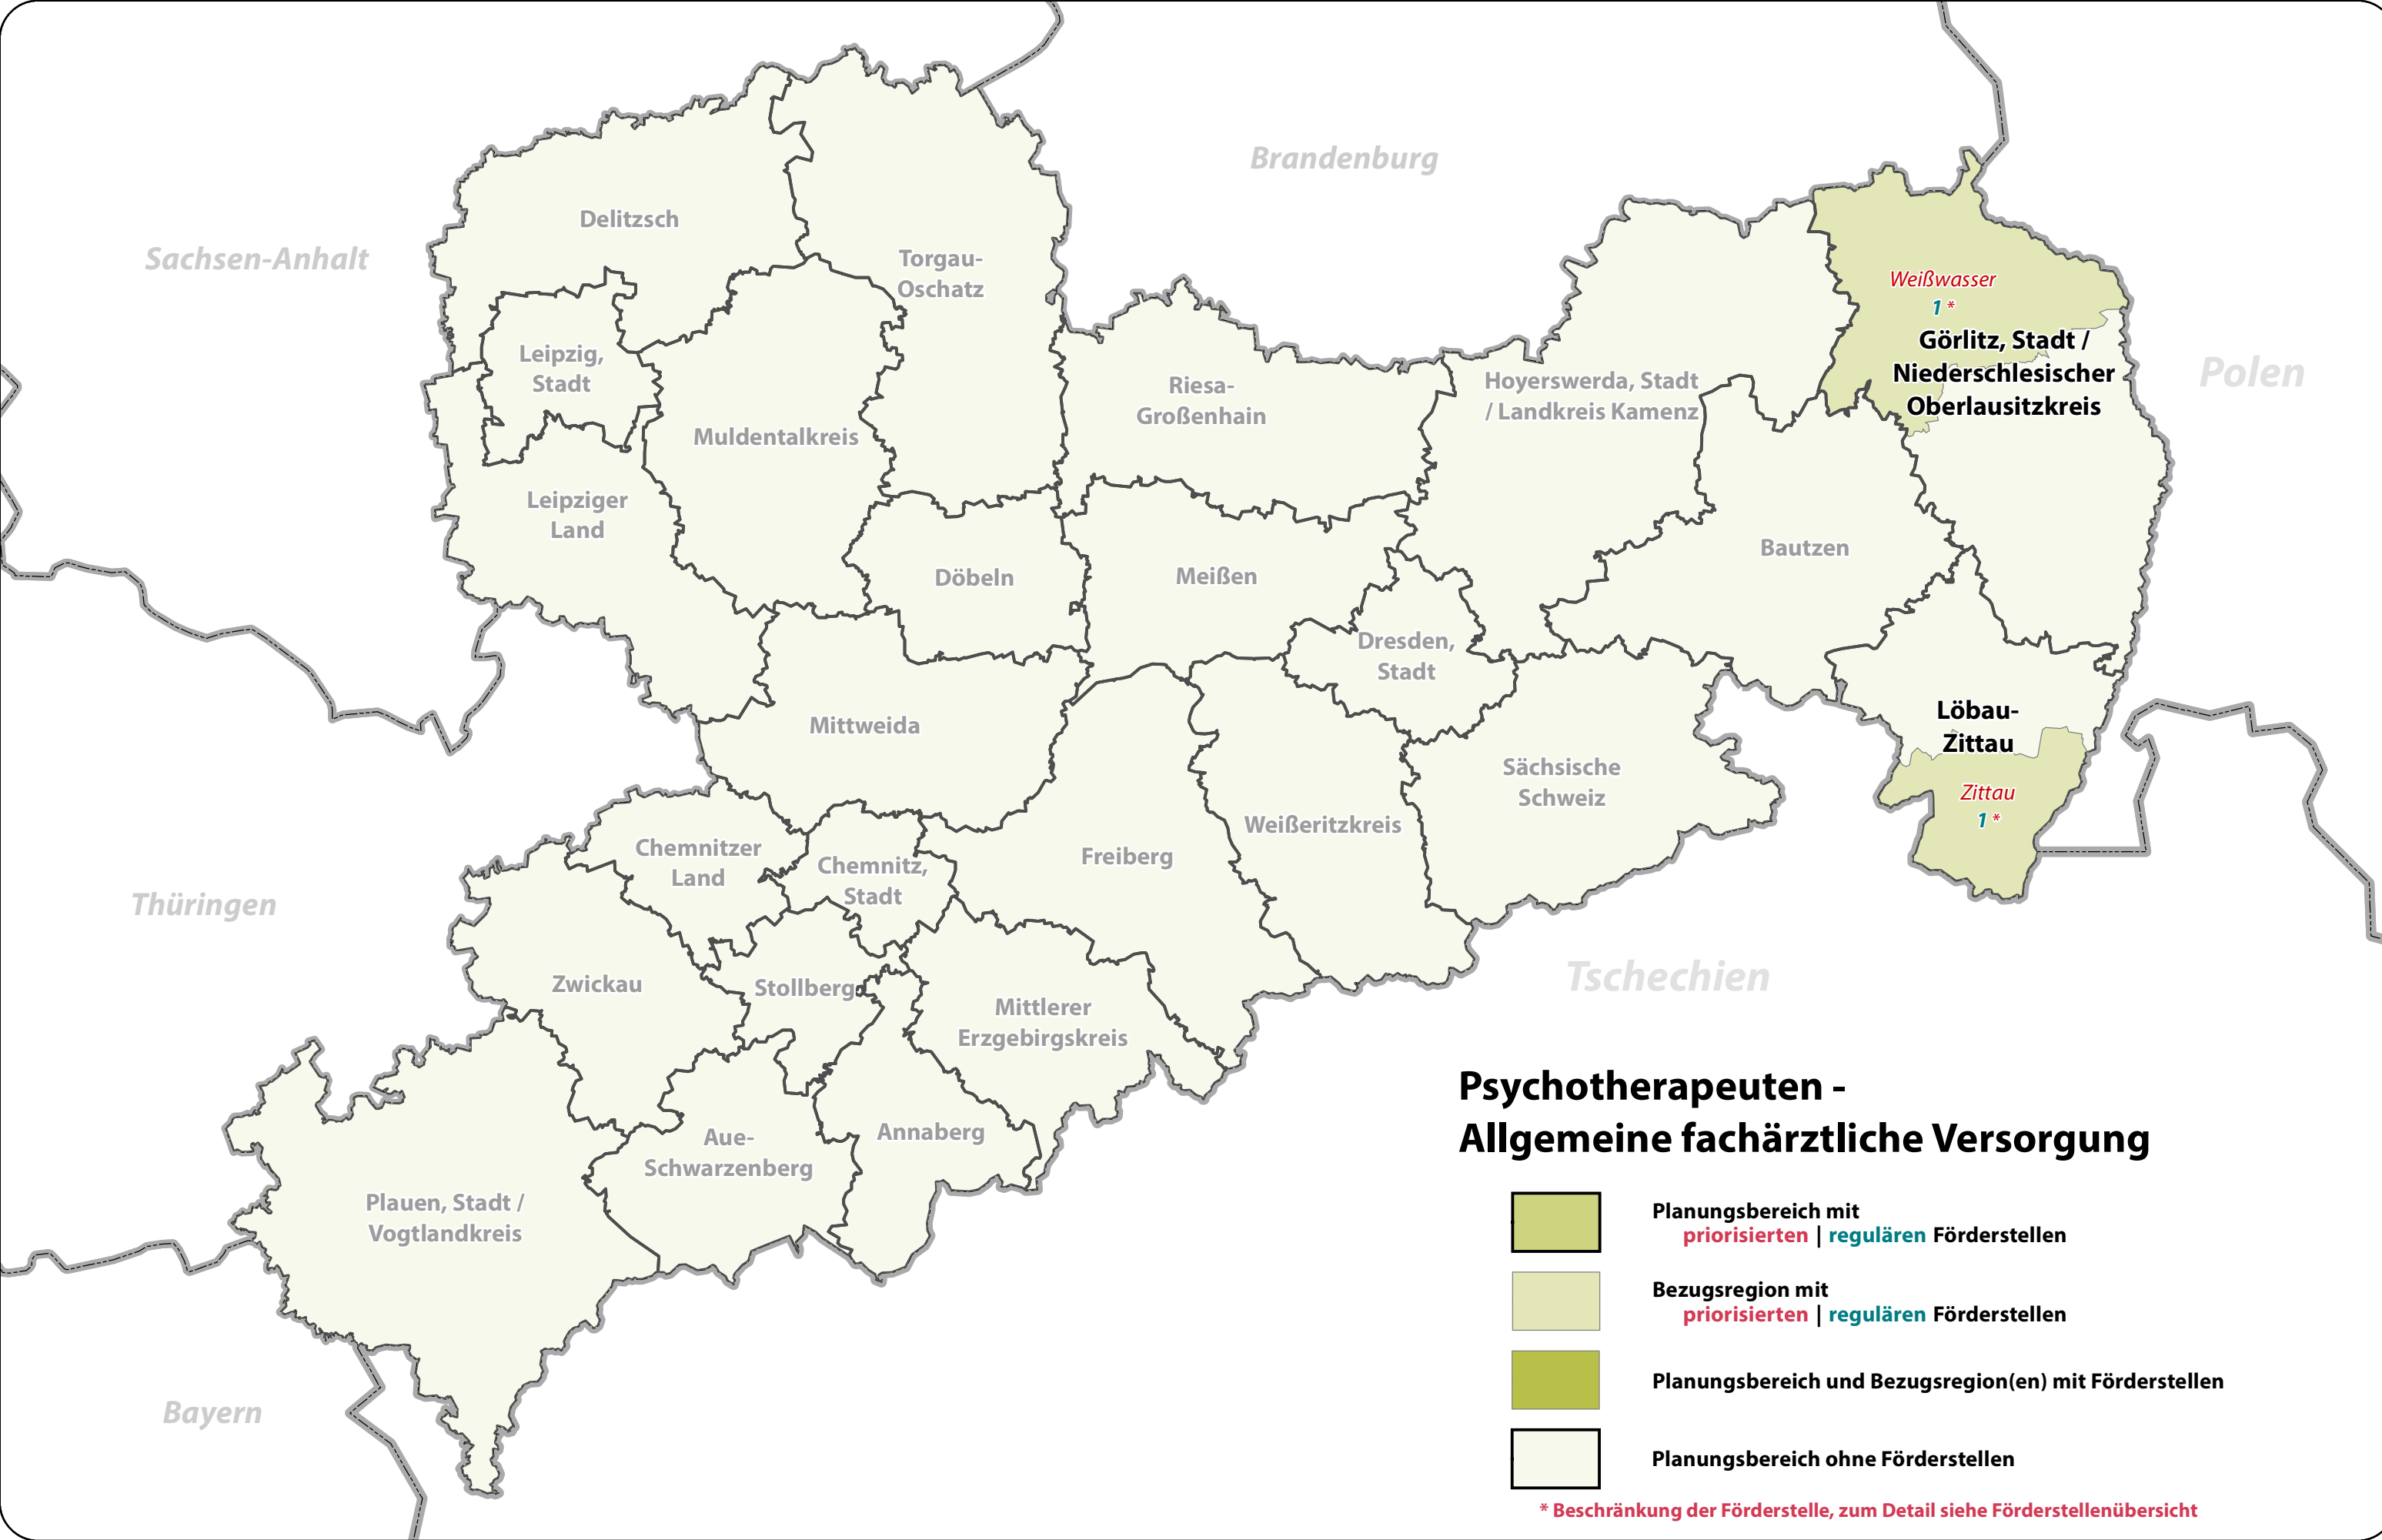 Brandenburg
Sachsen-Anhalt
Delitzsch
Torgau-
Oschatz
Weißwasser
1 *
Görlitz, Stadt /
Niederschlesischer
Oberlausitzkreis
Polen
Leipzig,
Stadt
Riesa-
Großenhain
Hoyerswerda, Stadt
/ Landkreis Kamenz
Muldentalkreis
Leipziger
Land
Bautzen
Döbeln
Meißen
Dresden,
Stadt
Löbau-
Zittau
Zittau
1 *
Mittweida
Sächsische
Schweiz
Weißeritzkreis
Chemnitzer
Land
Chemnitz,
Stadt
Freiberg
Thüringen
Tschechien
Zwickau
Stollberg
Mittlerer
Erzgebirgskreis
Aue-
Schwarzenberg
Annaberg
Plauen, Stadt /
Vogtlandkreis
Bayern
Psychotherapeuten -
Allgemeine fachärztliche Versorgung
Planungsbereich mit
priorisierten | regulären Förderstellen
Bezugsregion mit
priorisierten | regulären Förderstellen
Planungsbereich und Bezugsregion(en) mit Förderstellen
Planungsbereich ohne Förderstellen
* Beschränkung der Förderstelle, zum Detail siehe Förderstellenübersicht